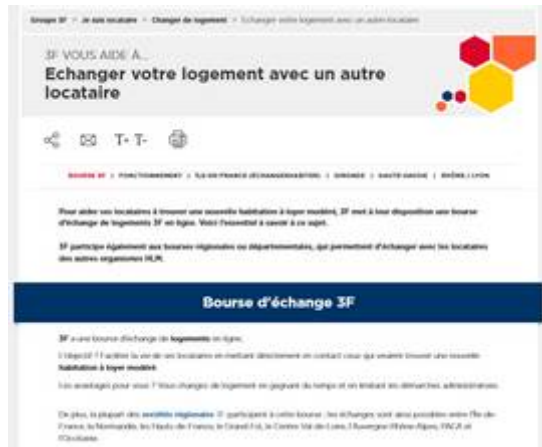 Groupe 3F > Je suis locataire > Changer de logement > Echanger votre logement avec un autre locataire
3F VOUS AIDE À...
Echanger votre logement avec un autre
locataire
T+ T-
BOURSE 3F | FONCTIONNEMENT | ÎLE-DE-FRANCE (ECHANGERHABITER) | GIRONDE | HAUTE-SAVOIE | RHÔNE / LYON
Pour aider ses locataires à trouver une nouvelle habitation à loyer modéré, 3F met à leur disposition une bourse
d'échange de logements 3F en ligne. Voici l'essentiel à savoir à ce sujet.
3F participe également aux bourses régionales ou départementales, qui permettent d'échanger avec les locataires
des autres organismes HLM.
Bourse d'échange 3F
3F a une bourse d'échange de logements en ligne.
L'objectif ? Faciliter la vie de ses locataires en mettant directement en contact ceux qui veulent trouver une nouvelle
habitation à loyer modéré.
Les avantages pour vous ? Vous changez de logement en gagnant du temps et en limitant les démarches administratives.
De plus, la plupart des sociétés régionales 3F participent à cette bourse : les échanges sont ainsi possibles entre l'Île-de-
France, la Normandie, les Hauts-de-France, le Grand Est, le Centre Val-de-Loire, l'Auvergne-Rhône-Alpes, PACA et
l'Occitanie.